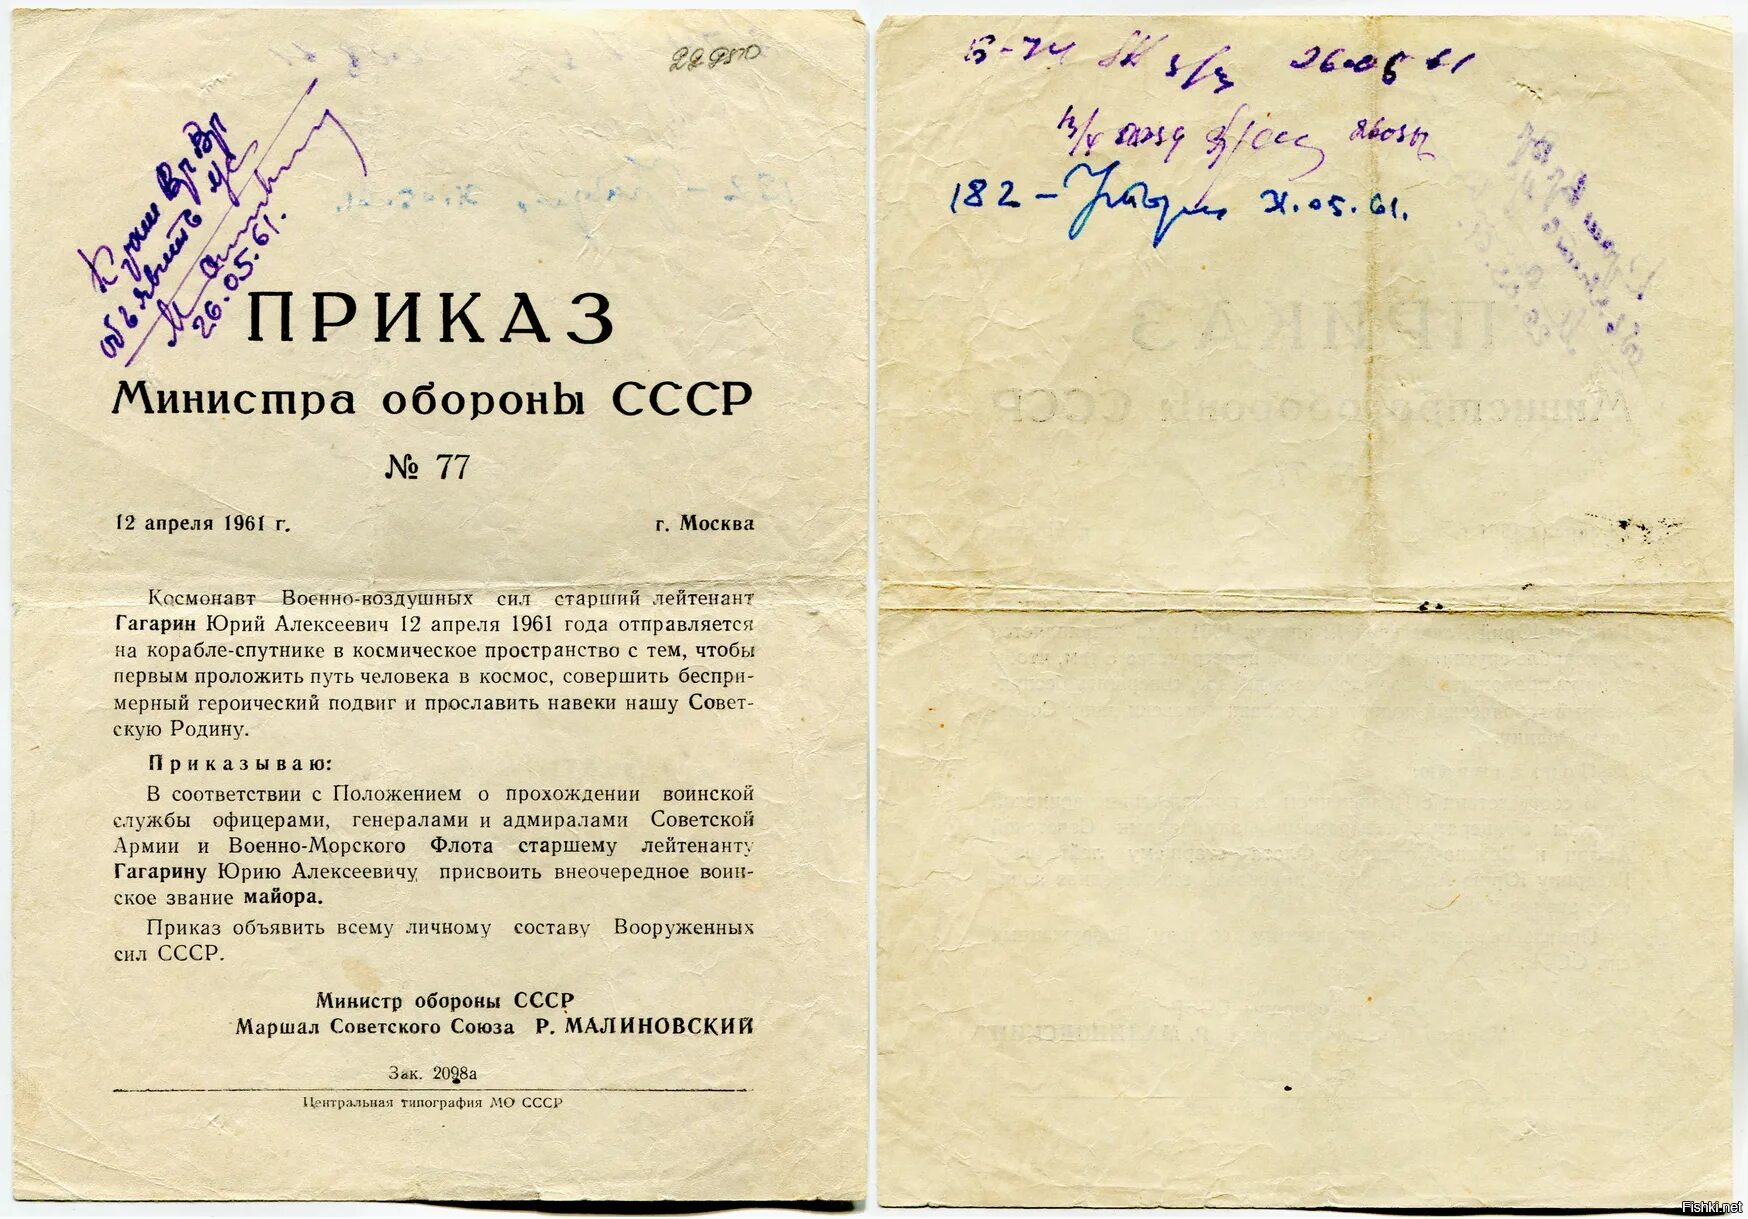 229570
объявить
26.05.61.
ПРИКАЗ
Министра обороны СССР
№ 77
12 апреля 1961 г. г. Москва
Космонавт Военно-воздушных сил старший лейтенант
Гагарин Юрий Алексеевич 12 апреля 1961 года отправляется
на корабле-спутнике в космическое пространство с тем, чтобы
первым проложить путь человека в космос, совершить беспри-
мерный героический подвиг и прославить навеки нашу Совет-
скую Родину.
Приказываю:
В соответствии с Положением о прохождении воинской
службы офицерами, генералами и адмиралами Советской
Армии и Военно-Морского Флота старшему лейтенанту
Гагарину Юрию Алексеевичу присвоить внеочередное воин-
ское звание майора.
Приказ объявить всему личному составу Вооруженных
сил СССР.
Министр обороны СССР
Маршал Советского Союза Р. МАЛИНОВСКИЙ
Зак. 2098а
Центральная типография МО СССР
26.05 61
182 - 05.61.
Fishki.net